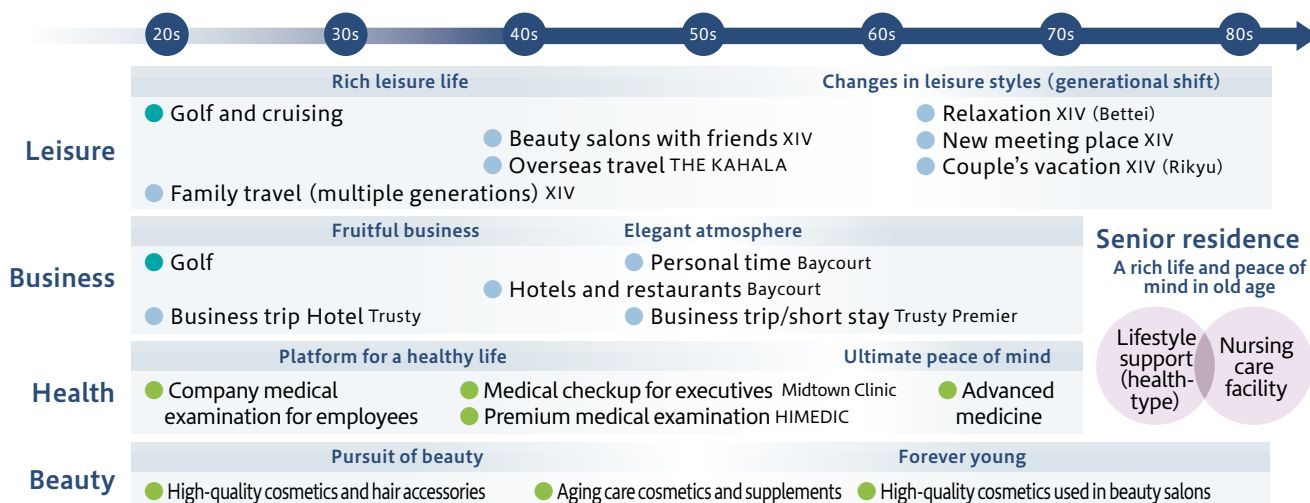 20s 30s 40s 50s 60s 70s 80s
Leisure
Rich leisure life
Changes in leisure styles (generational shift)
Golf and cruising
Beauty salons with friends XIV
Overseas travel THE KAHALA
Family travel (multiple generations) XIV
Relaxation XIV (Bettei)
New meeting place XIV
Couple's vacation XIV (Rikyu)
Business
Fruitful business
Elegant atmosphere
Golf
Personal time Baycourt
Hotels and restaurants Baycourt
Business trip Hotel Trusty
Business trip/short stay Trusty Premier
Senior residence
A rich life and peace of
mind in old age
Lifestyle
support
(health-
type)
Nursing
care
facility
Health
Platform for a healthy life
Ultimate peace of mind
Company medical
examination for employees
Medical checkup for executives Midtown Clinic
Premium medical examination HIMEDIC
Advanced
medicine
Beauty
Pursuit of beauty
Forever young
High-quality cosmetics and hair accessories
Aging care cosmetics and supplements
High-quality cosmetics used in beauty salons